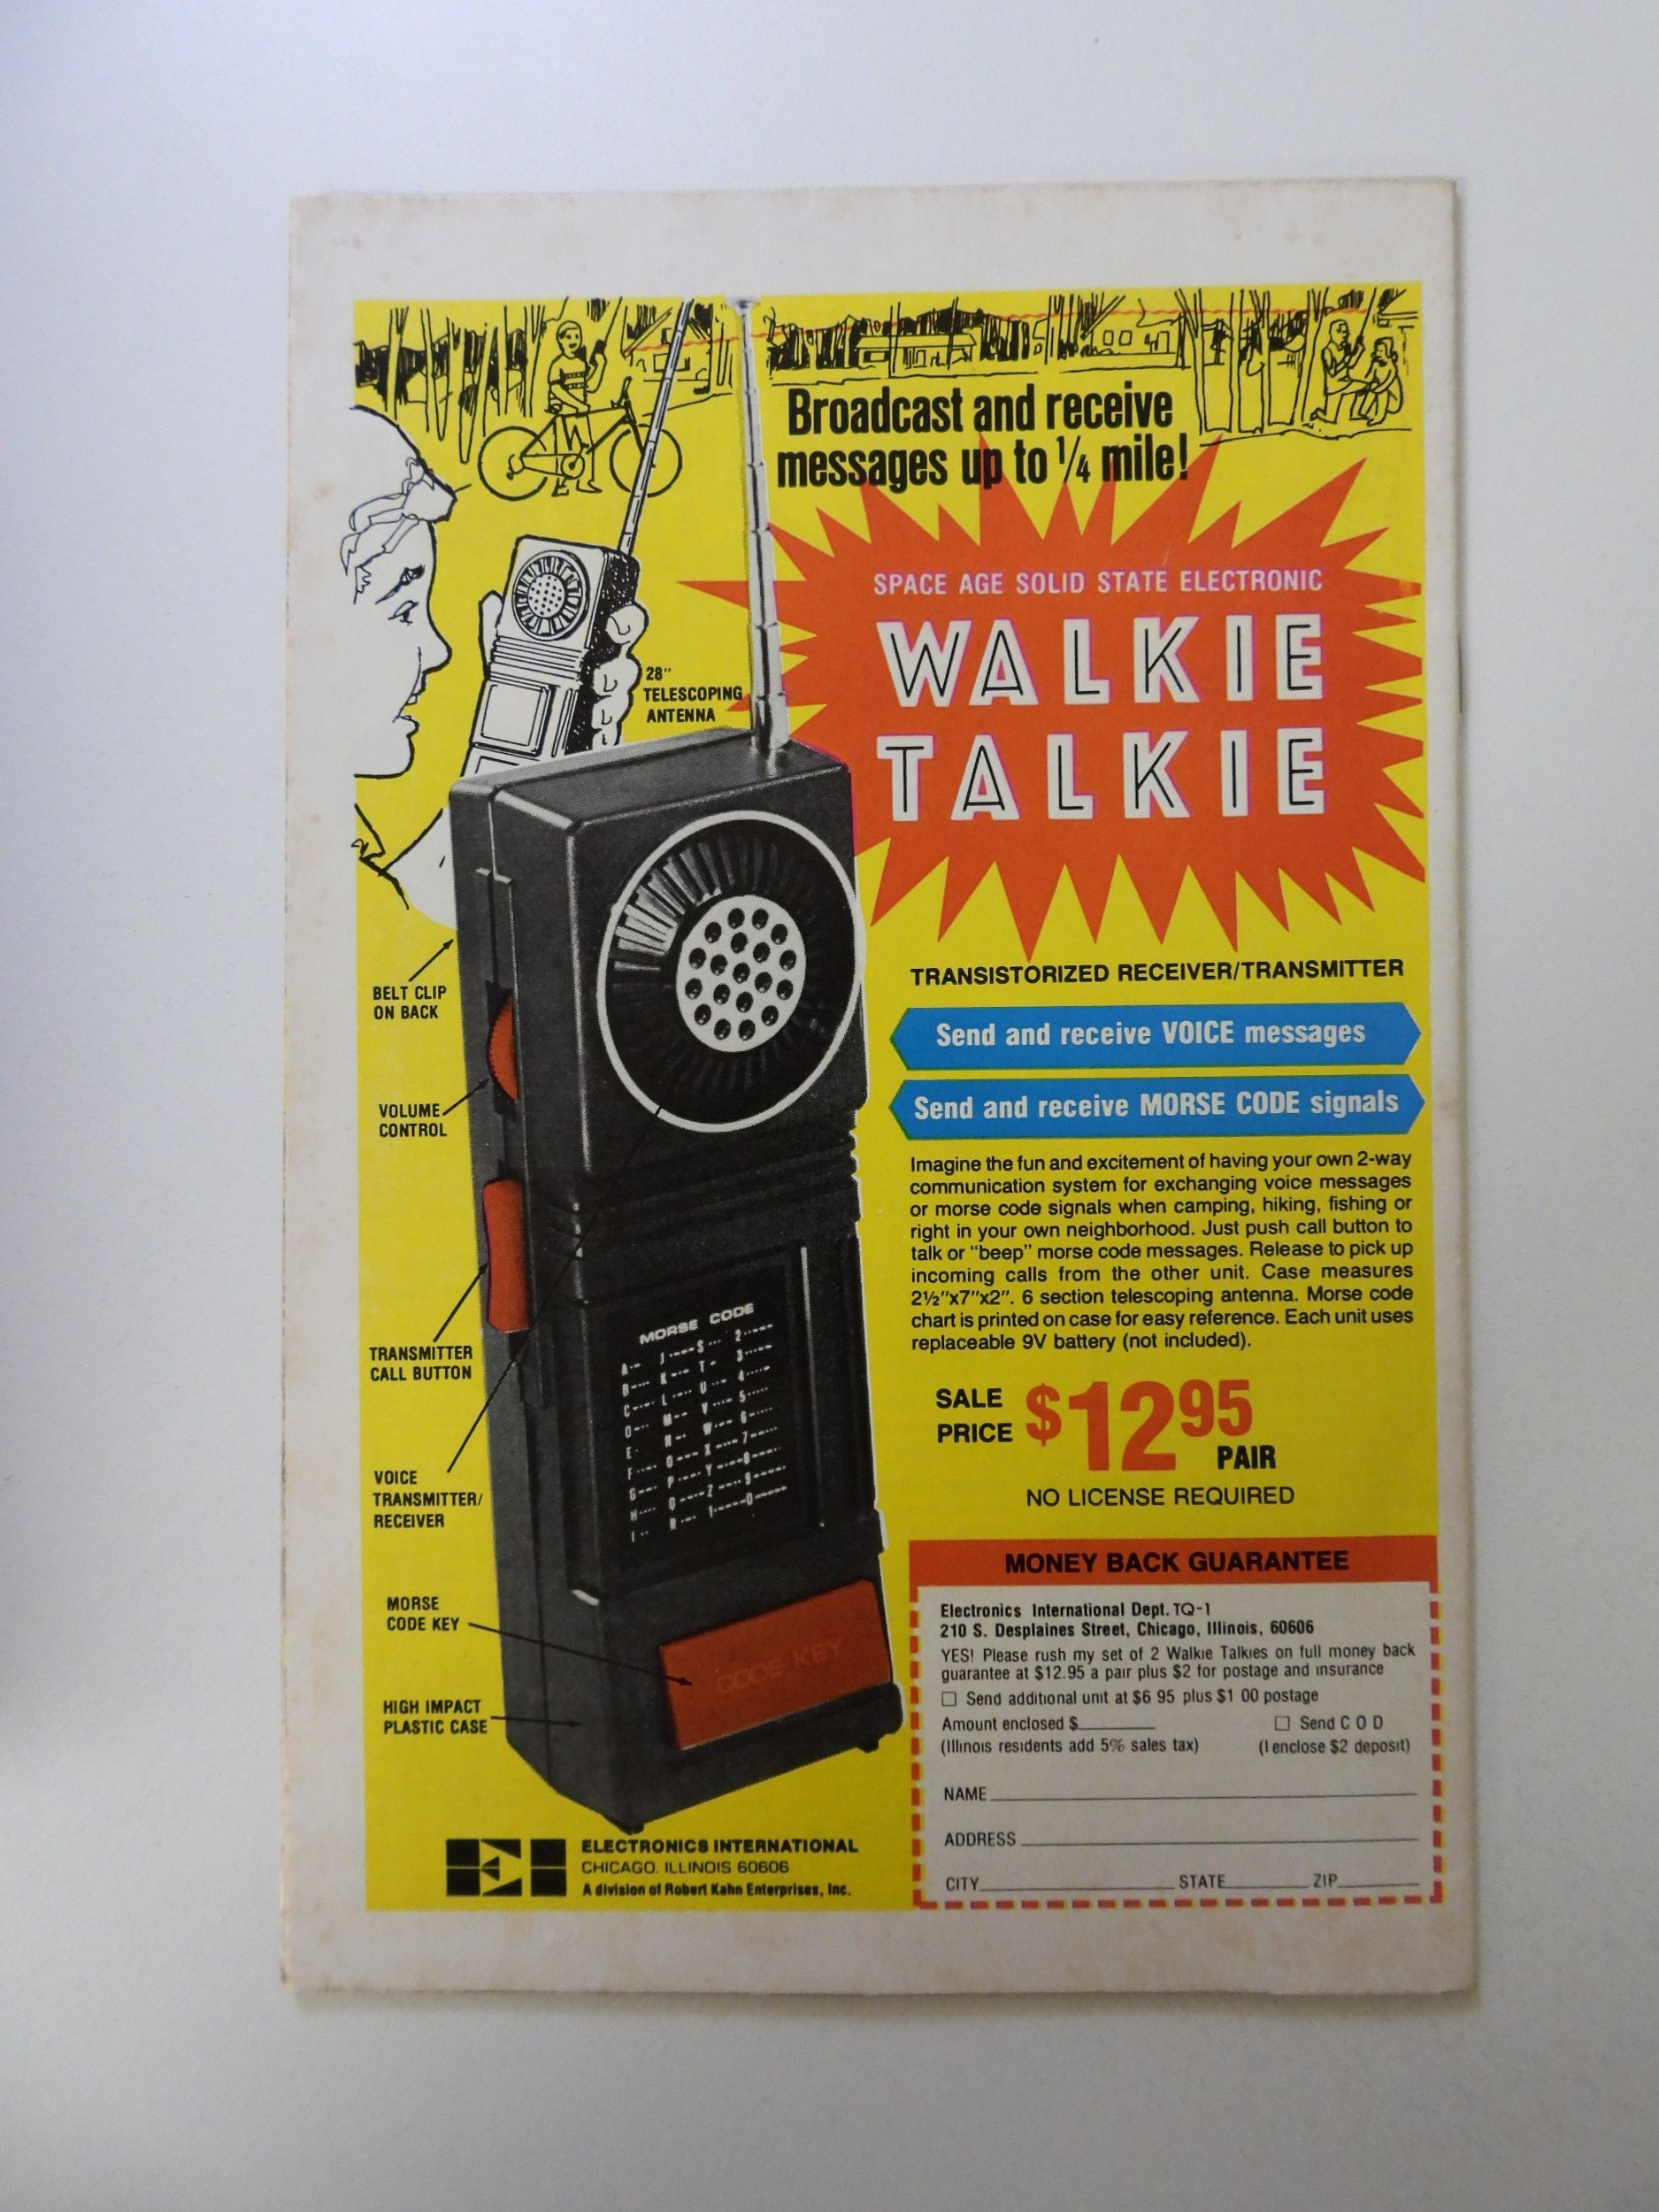 Broadcast and receive
messages up to 1/4 mile!
SPACE AGE SOLID STATE ELECTRONIC
WALKIE
TALKIE
28"
TELESCOPING
ANTENNA
BELT CLIP
ON BACK
VOLUME
CONTROL
TRANSMITTER
CALL BUTTON
VOICE
TRANSMITTER/
RECEIVER
MORSE
CODE KEY
HIGH IMPACT
PLASTIC CASE
MORSE CODE
CODE KEY
TRANSISTORIZED RECEIVER/TRANSMITTER
Send and receive VOICE messages
Send and receive MORSE CODE signals
Imagine the fun and excitement of having your own 2-way
communication system for exchanging voice messages
or morse code signals when camping, hiking, fishing or
right in your own neighborhood. Just push call button to
talk or "beep" morse code messages. Release to pick up
incoming calls from the other unit. Case measures
2½"x7"x2". 6 section telescoping antenna. Morse code
chart is printed on case for easy reference. Each unit uses
replaceable 9V battery (not included).
SALE
PRICE $12 95
PAIR
NO LICENSE REQUIRED
MONEY BACK GUARANTEE
Electronics International Dept. TQ-1
210 S. Desplaines Street, Chicago, Illinois, 60606
YES! Please rush my set of 2 Walkie Talkies on full money back
guarantee at $12.95 a pair plus $2 for postage and insurance
☐ Send additional unit at $6 95 plus $1 00 postage
Amount enclosed $________ ☐ Send C O D
(Illinois residents add 5% sales tax) (I enclose $2 deposit)
NAME
ADDRESS
CITY STATE ZIP
ELECTRONICS INTERNATIONAL
CHICAGO, ILLINOIS 60606
A division of Robert Kahn Enterprises, Inc.